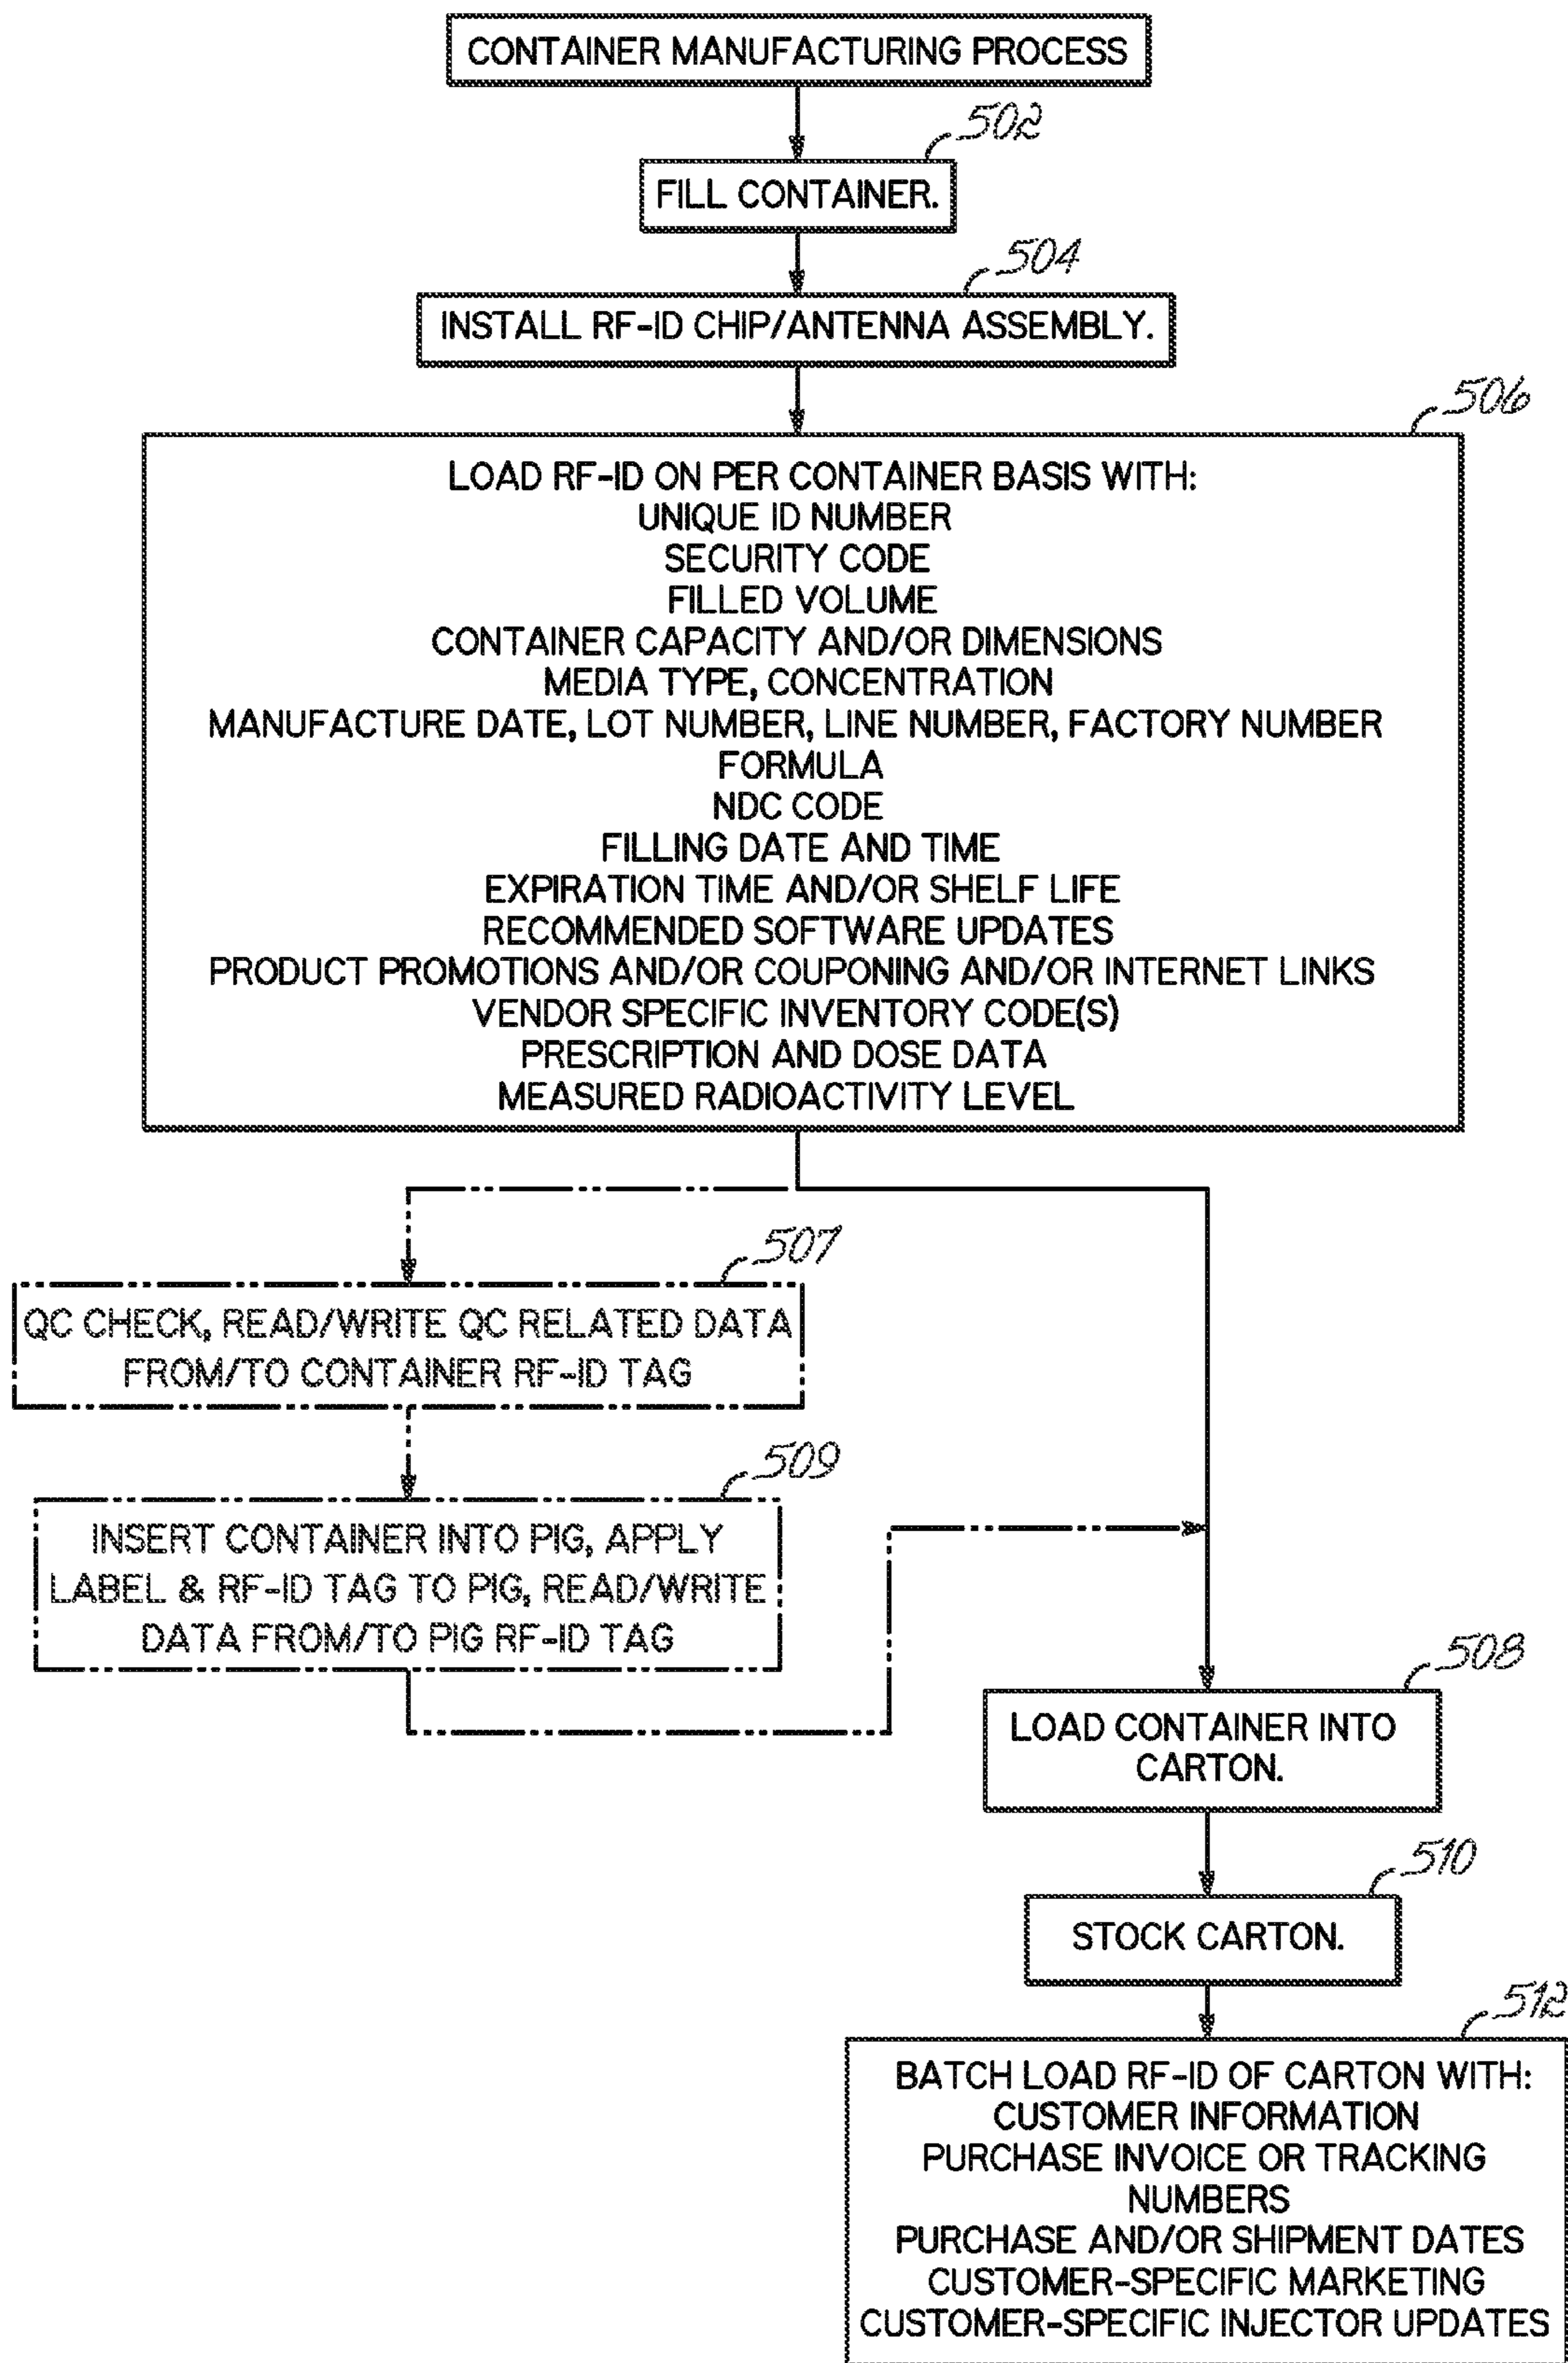 CONTAINER MANUFACTURING PROCESS
502
FILL CONTAINER.
504
INSTALL RF-ID CHIP/ANTENNA ASSEMBLY.
506
LOAD RF-ID ON PER CONTAINER BASIS WITH:
UNIQUE ID NUMBER
SECURITY CODE
FILLED VOLUME
CONTAINER CAPACITY AND/OR DIMENSIONS
MEDIA TYPE, CONCENTRATION
MANUFACTURE DATE, LOT NUMBER, LINE NUMBER, FACTORY NUMBER
FORMULA
NDC CODE
FILLING DATE AND TIME
EXPIRATION TIME AND/OR SHELF LIFE
RECOMMENDED SOFTWARE UPDATES
PRODUCT PROMOTIONS AND/OR COUPONING AND/OR INTERNET LINKS
VENDOR SPECIFIC INVENTORY CODE(S)
PRESCRIPTION AND DOSE DATA
MEASURED RADIOACTIVITY LEVEL
507
QC CHECK, READ/WRITE QC RELATED DATA
FROM/TO CONTAINER RF-ID TAG
509
INSERT CONTAINER INTO PIG, APPLY
LABEL & RF-ID TAG TO PIG, READ/WRITE
DATA FROM/TO PIG RF-ID TAG
508
LOAD CONTAINER INTO
CARTON.
510
STOCK CARTON.
512
BATCH LOAD RF-ID OF CARTON WITH:
CUSTOMER INFORMATION
PURCHASE INVOICE OR TRACKING
NUMBERS
PURCHASE AND/OR SHIPMENT DATES
CUSTOMER-SPECIFIC MARKETING
CUSTOMER-SPECIFIC INJECTOR UPDATES